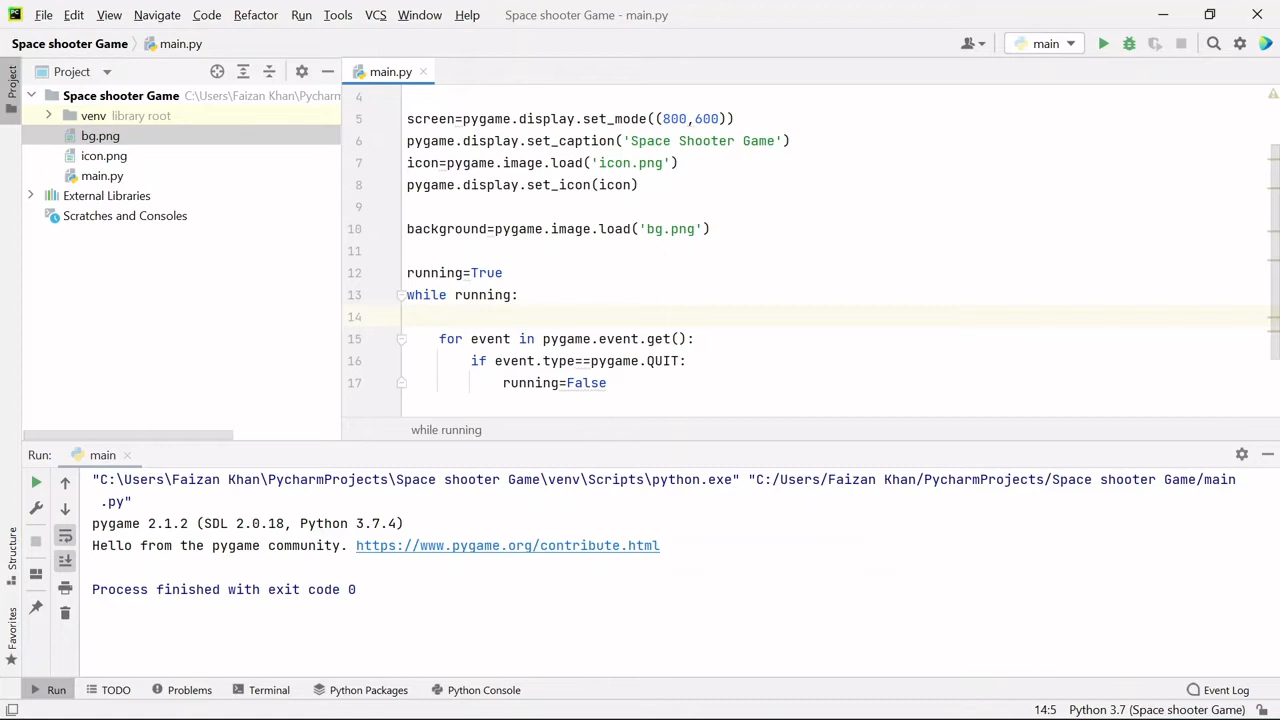 File Edit View Navigate Code Refactor Run Tools VCS Window Help Space shooter Game - main.py
Space shooter Game main.py main
Project main.py
Project
Space shooter Game C:\Users\Faizan Khan\Pycharm
venv library root
bg.png
icon.png
main.py
External Libraries
Scratches and Consoles
4
5 screen=pygame.display.set_mode((800,600))
6 pygame.display.set_caption('Space Shooter Game')
7 icon=pygame.image.load('icon.png')
8 pygame.display.set_icon(icon)
9
10 background=pygame.image.load('bg.png')
11
12 running=True
13 while running:
14
15 for event in pygame.event.get():
16 if event.type==pygame.QUIT:
17 running=False
while running
Run: main
"C:\Users\Faizan Khan\PycharmProjects\Space shooter Game\venv\Scripts\python.exe" "C:/Users/Faizan Khan/PycharmProjects/Space shooter Game/main
.py"
pygame 2.1.2 (SDL 2.0.18, Python 3.7.4)
Hello from the pygame community. https://www.pygame.org/contribute.html
Process finished with exit code 0
Structure
Favorites
Run TODO Problems Terminal Python Packages Python Console Event Log
14:5 Python 3.7 (Space shooter Game)